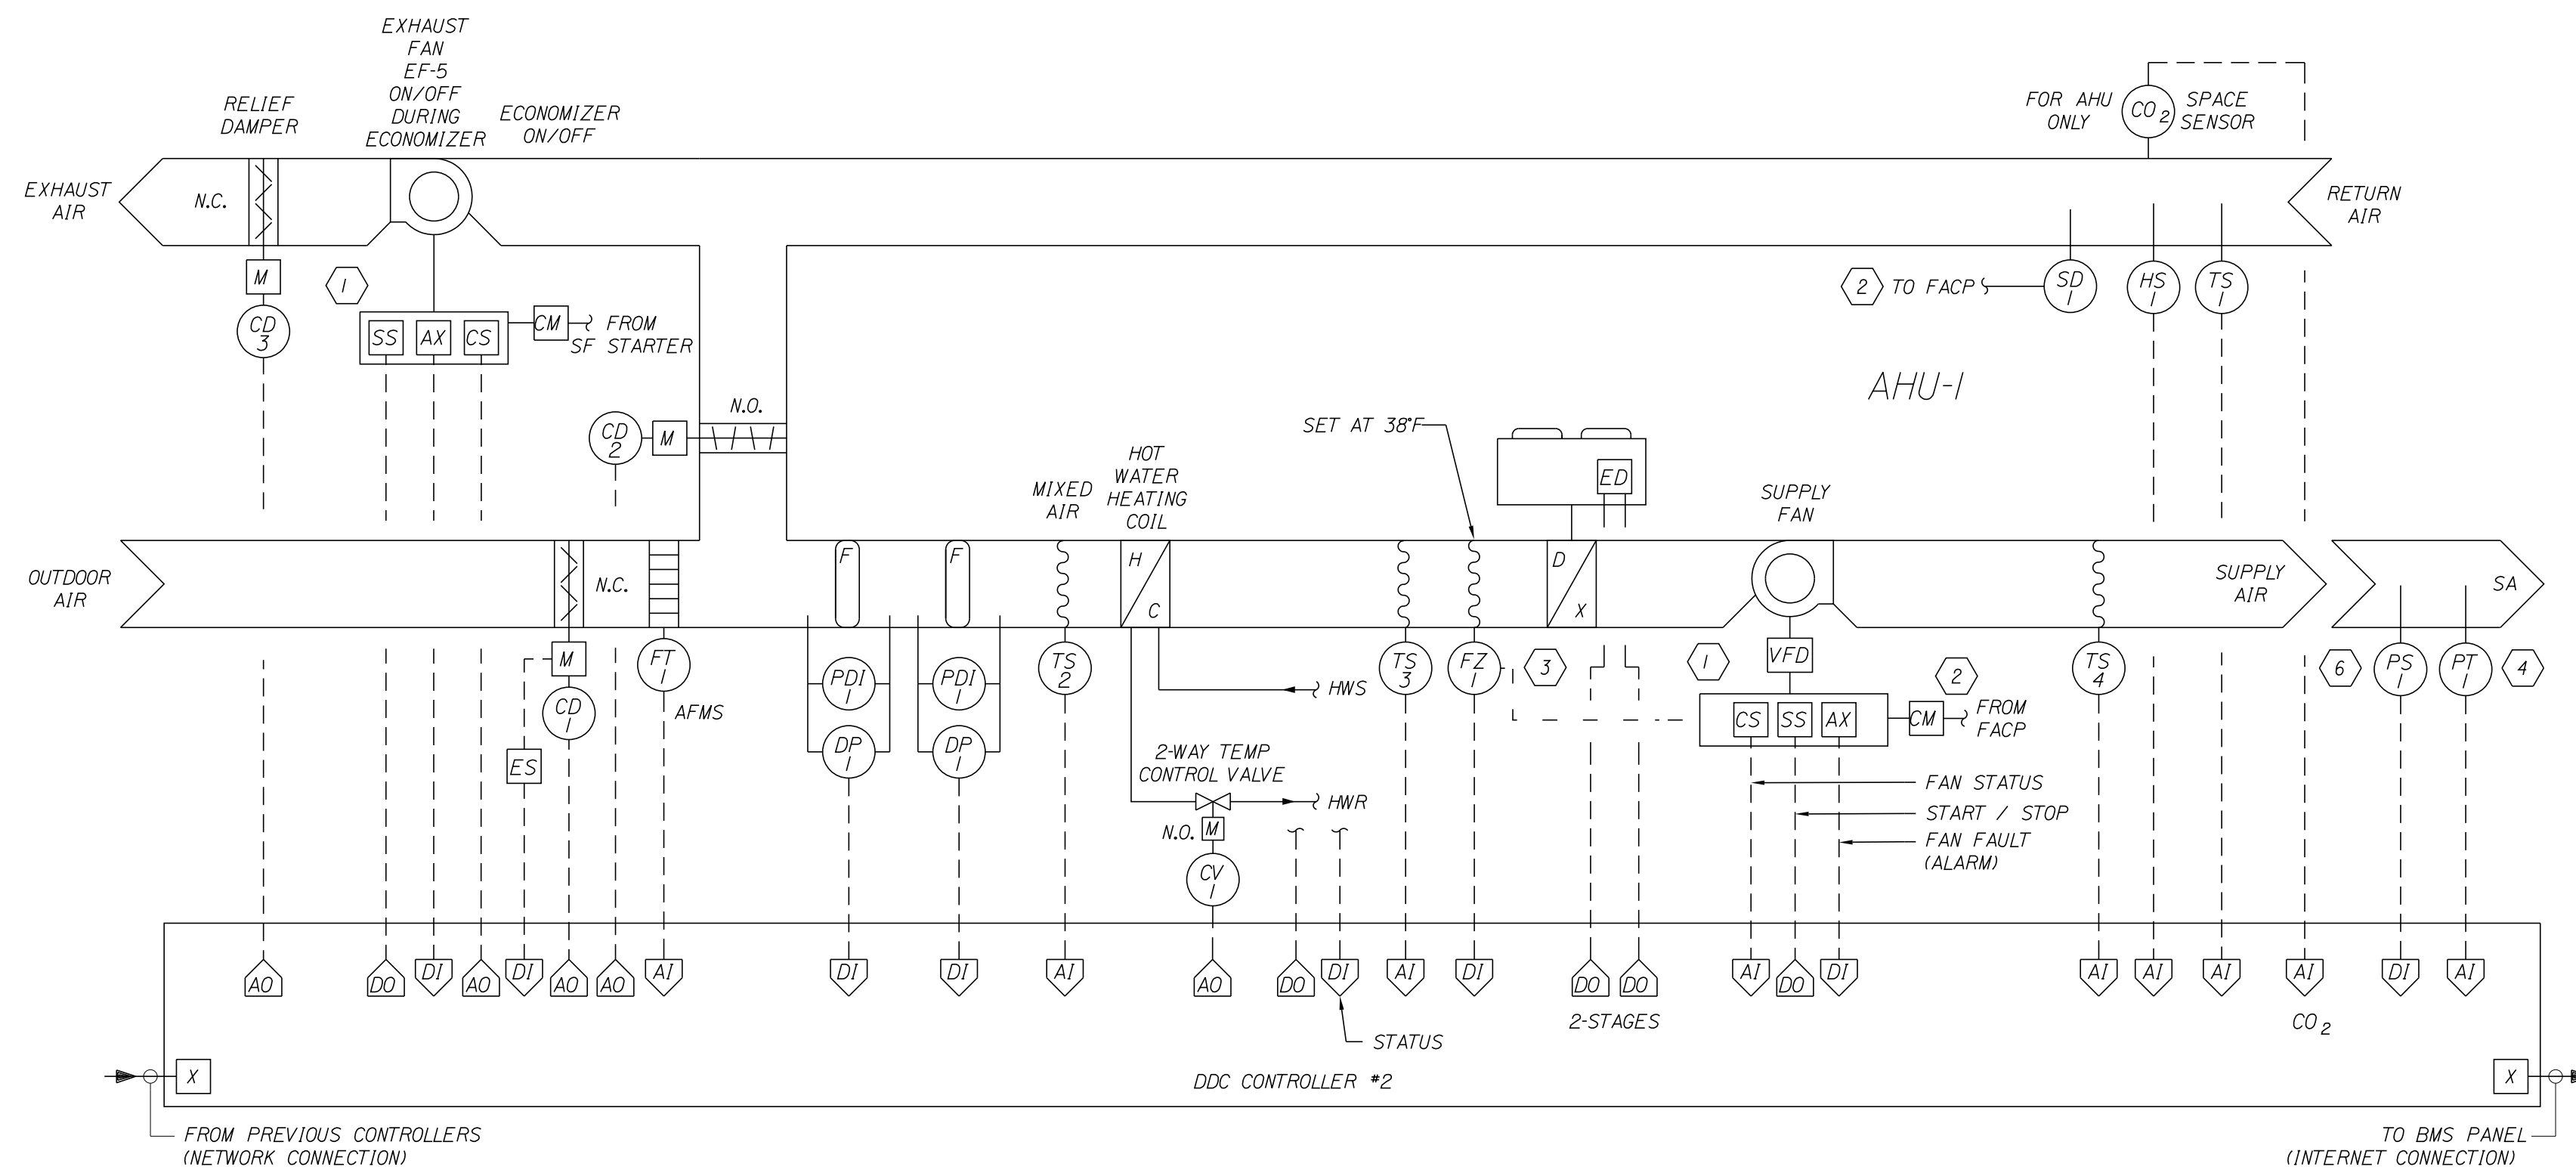 EXHAUST
FAN
EF-5
ON/OFF
DURING
ECONOMIZER
RELIEF
DAMPER
ECONOMIZER
ON/OFF
FOR AHU
ONLY
CO2
SPACE
SENSOR
EXHAUST
AIR
N.C.
RETURN
AIR
M
1
CD
3
SS
AX
CS
CM
FROM
SF STARTER
2
TO FACP
SD
1
HS
1
TS
1
AHU-1
N.O.
CD
2
M
SET AT 38°F
MIXED
AIR
HOT
WATER
HEATING
COIL
ED
SUPPLY
FAN
OUTDOOR
AIR
N.C.
F
F
H
C
D
X
SUPPLY
AIR
SA
M
CD
1
ES
FT
1
AFMS
PDI
1
DP
1
PDI
1
DP
1
TS
2
HWS
2-WAY TEMP
CONTROL VALVE
HWR
N.O.
M
CV
1
TS
3
FZ
1
3
1
VFD
2
CS
SS
AX
CM
FROM
FACP
FAN STATUS
START / STOP
FAN FAULT
(ALARM)
TS
4
6
PS
1
PT
1
4
AO
DO
DI
AO
DI
AO
AO
AI
DI
DI
AI
AO
DO
DI
AI
DI
DO
DO
AI
DO
DI
AI
AI
AI
AI
DI
AI
2-STAGES
CO2
STATUS
X
DDC CONTROLLER #2
X
FROM PREVIOUS CONTROLLERS
(NETWORK CONNECTION)
TO BMS PANEL
(INTERNET CONNECTION)